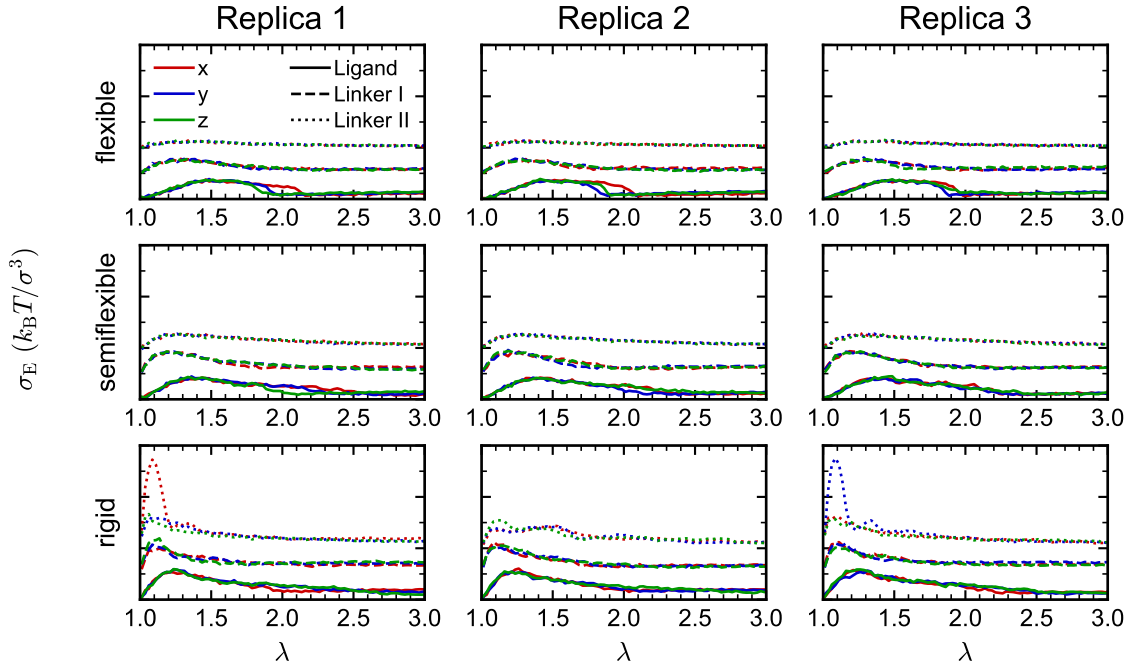 Replica 1 Replica 2 Replica 3
flexible
x Ligand
y Linker I
z Linker II
1.0 1.5 2.0 2.5 3.0 1.0 1.5 2.0 2.5 3.0 1.0 1.5 2.0 2.5 3.0
σE (kBT/σ³)
semiflexible
1.0 1.5 2.0 2.5 3.0 1.0 1.5 2.0 2.5 3.0 1.0 1.5 2.0 2.5 3.0
rigid
1.0 1.5 2.0 2.5 3.0 1.0 1.5 2.0 2.5 3.0 1.0 1.5 2.0 2.5 3.0
λ λ λ